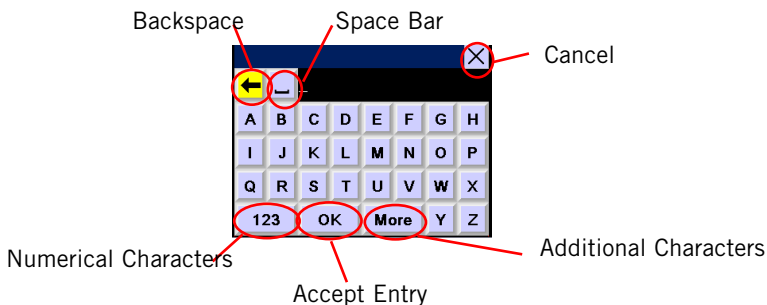 Backspace Space Bar
Cancel
A B C D E F G H
I J K L M N O P
Q R S T U V W X
123 OK More Y Z
Numerical Characters Additional Characters
Accept Entry